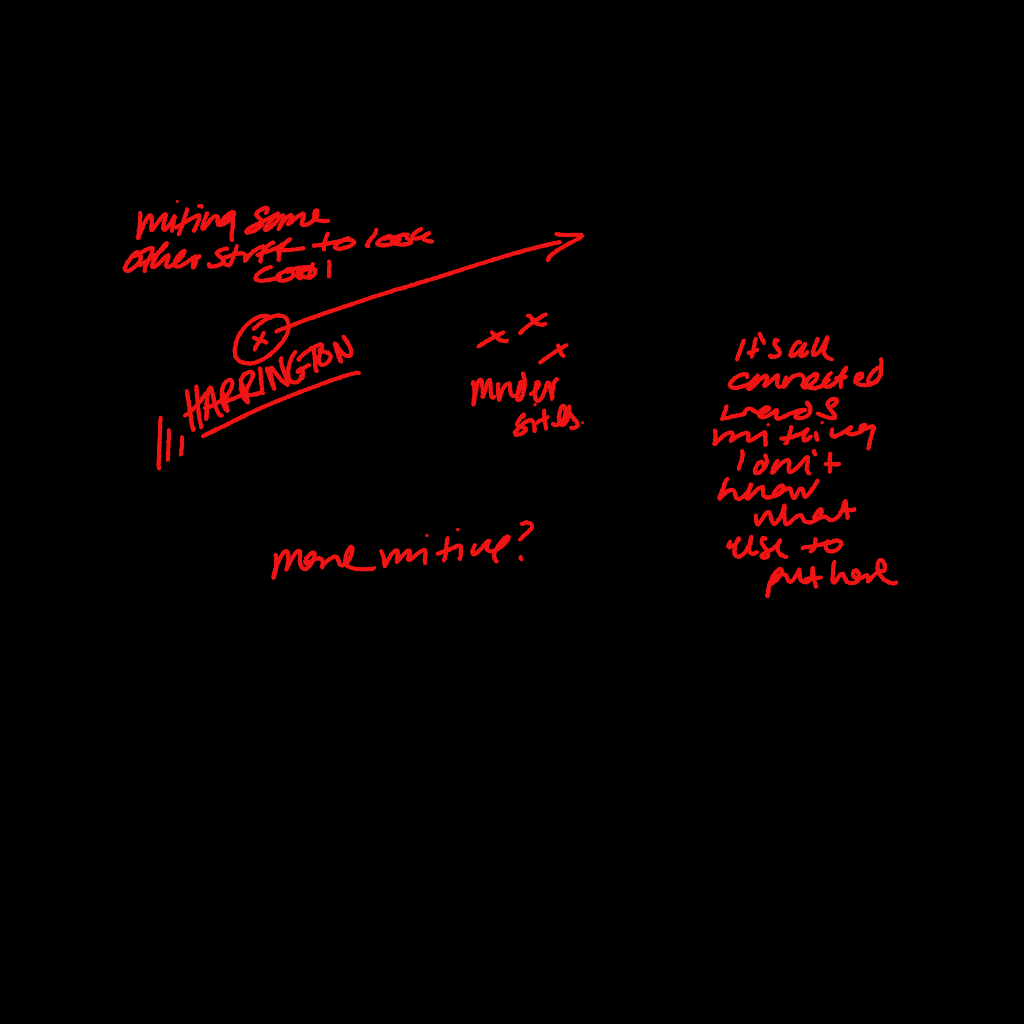 writing some
other stuff to look
cool
HARRINGTON
murder
sites.
it's all
connected
words
writing
i don't
know
what
else to
put here
more writing?